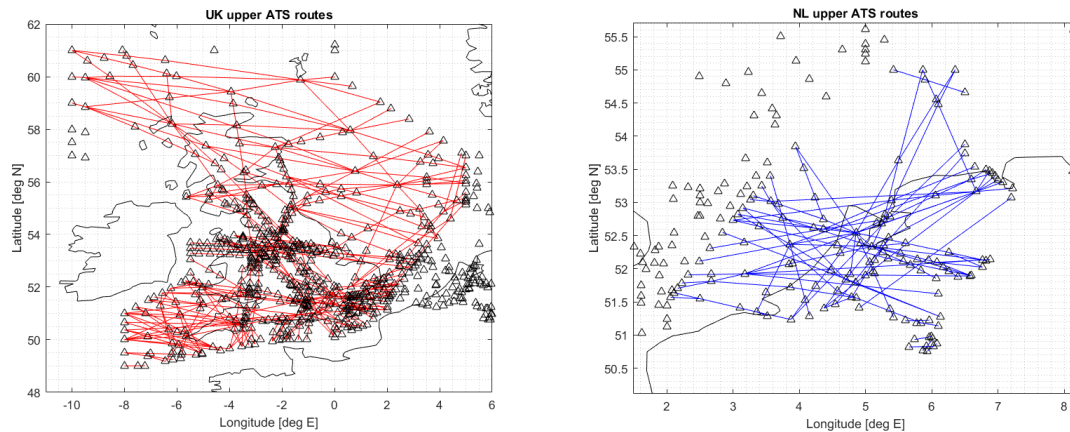 UK upper ATS routes
62
60
58
56
54
52
50
48
Latitude [deg N]
-10 -8 -6 -4 -2 0 2 4 6
Longitude [deg E]
NL upper ATS routes
55.5
55
54.5
54
53.5
53
52.5
52
51.5
51
50.5
Latitude [deg N]
2 3 4 5 6 7 8
Longitude [deg E]